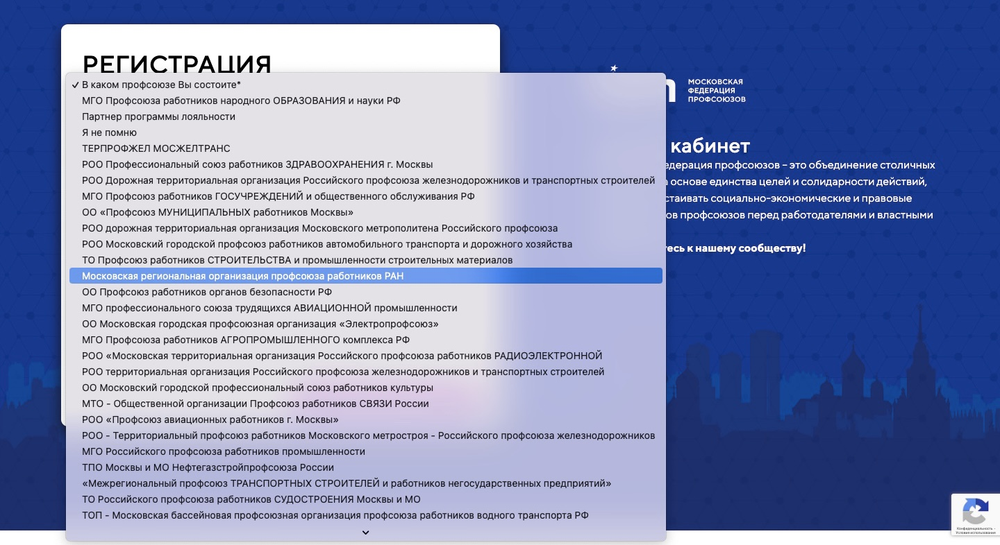 РЕГИСТРАЦИЯ
В каком профсоюзе Вы состоите*
МГО Профсоюза работников народного ОБРАЗОВАНИЯ и науки РФ
Партнер программы лояльности
Я не помню
ТЕРПРОФЖЕЛ МОСЖЕЛТРАНС
РОО Профессиональный союз работников ЗДРАВООХРАНЕНИЯ г. Москвы
РОО Дорожная территориальная организация Российского профсоюза железнодорожников и транспортных строителей
МГО Профсоюз работников ГОСУЧРЕЖДЕНИЙ и общественного обслуживания РФ
ОО «Профсоюз МУНИЦИПАЛЬНЫХ работников Москвы»
РОО дорожная территориальная организация Московского метрополитена Российского профсоюза
РОО Московский городской профсоюз работников автомобильного транспорта и дорожного хозяйства
ТО Профсоюз работников СТРОИТЕЛЬСТВА и промышленности строительных материалов
Московская региональная организация профсоюза работников РАН
ОО Профсоюз работников органов безопасности РФ
МГО профессионального союза трудящихся АВИАЦИОННОЙ промышленности
ОО Московская городская профсоюзная организация «Электропрофсоюз»
МГО Профсоюза работников АГРОПРОМЫШЛЕННОГО комплекса РФ
РОО «Московская территориальная организация Российского профсоюза работников РАДИОЭЛЕКТРОННОЙ
РОО территориальная организация Российского профсоюза железнодорожников и транспортных строителей
ОО Московский городской профессиональный союз работников культуры
МТО - Общественной организации Профсоюз работников СВЯЗИ России
РОО «Профсоюз авиационных работников г. Москвы»
РОО - Территориальный профсоюз работников Московского метростроя - Российского профсоюза железнодорожников
МГО Российского профсоюза работников промышленности
ТПО Москвы и МО Нефтегазстройпрофсоюза России
«Межрегиональный профсоюз ТРАНСПОРТНЫХ СТРОИТЕЛЕЙ и работников негосударственных предприятий»
ТО Российского профсоюза работников СУДОСТРОЕНИЯ Москвы и МО
ТОП - Московская бассейновая профсоюзная организация профсоюза работников водного транспорта РФ
МОСКОВСКАЯ
ФЕДЕРАЦИЯ
ПРОФСОЮЗОВ
кабинет
едерация профсоюзов – это объединение столичных
основе единства целей и солидарности действий,
стаивать социально-экономические и правовые
ов профсоюзов перед работодателями и властными
тесь к нашему сообществу!
Конфиденциальность -
Условия использования